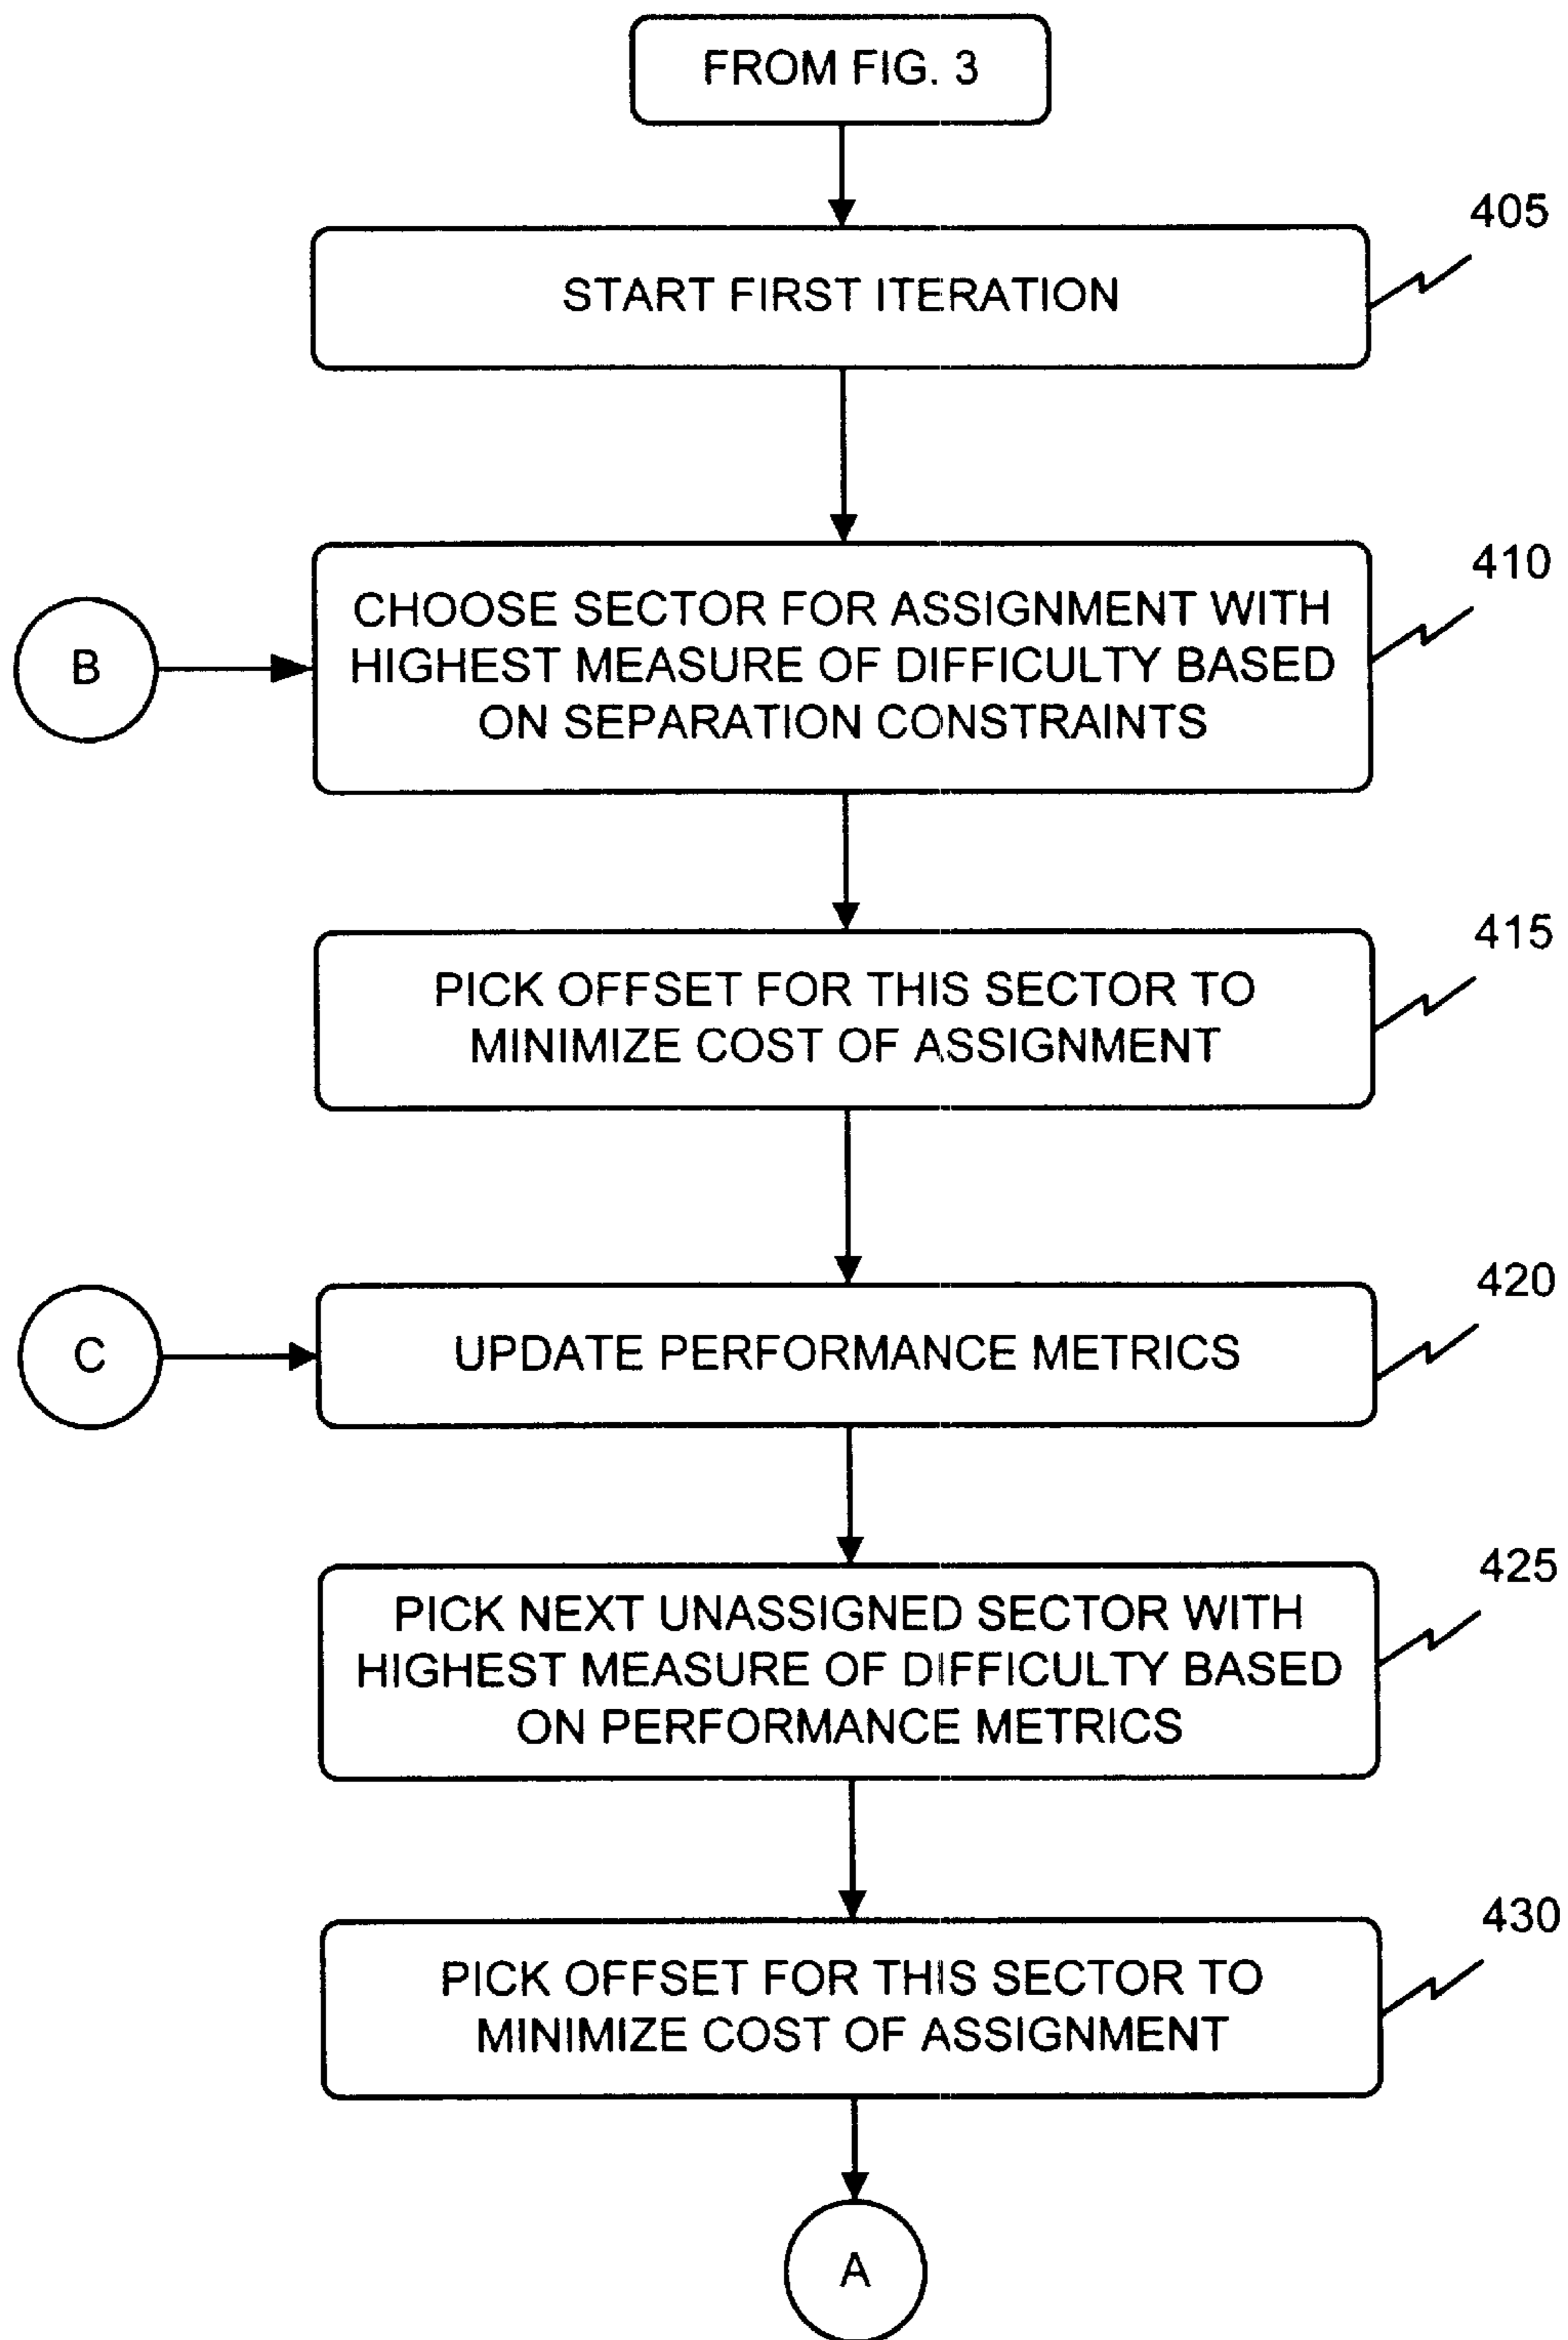 FROM FIG. 3
405
START FIRST ITERATION
410
CHOOSE SECTOR FOR ASSIGNMENT WITH
HIGHEST MEASURE OF DIFFICULTY BASED
ON SEPARATION CONSTRAINTS
B
415
PICK OFFSET FOR THIS SECTOR TO
MINIMIZE COST OF ASSIGNMENT
420
C
UPDATE PERFORMANCE METRICS
425
PICK NEXT UNASSIGNED SECTOR WITH
HIGHEST MEASURE OF DIFFICULTY BASED
ON PERFORMANCE METRICS
430
PICK OFFSET FOR THIS SECTOR TO
MINIMIZE COST OF ASSIGNMENT
A